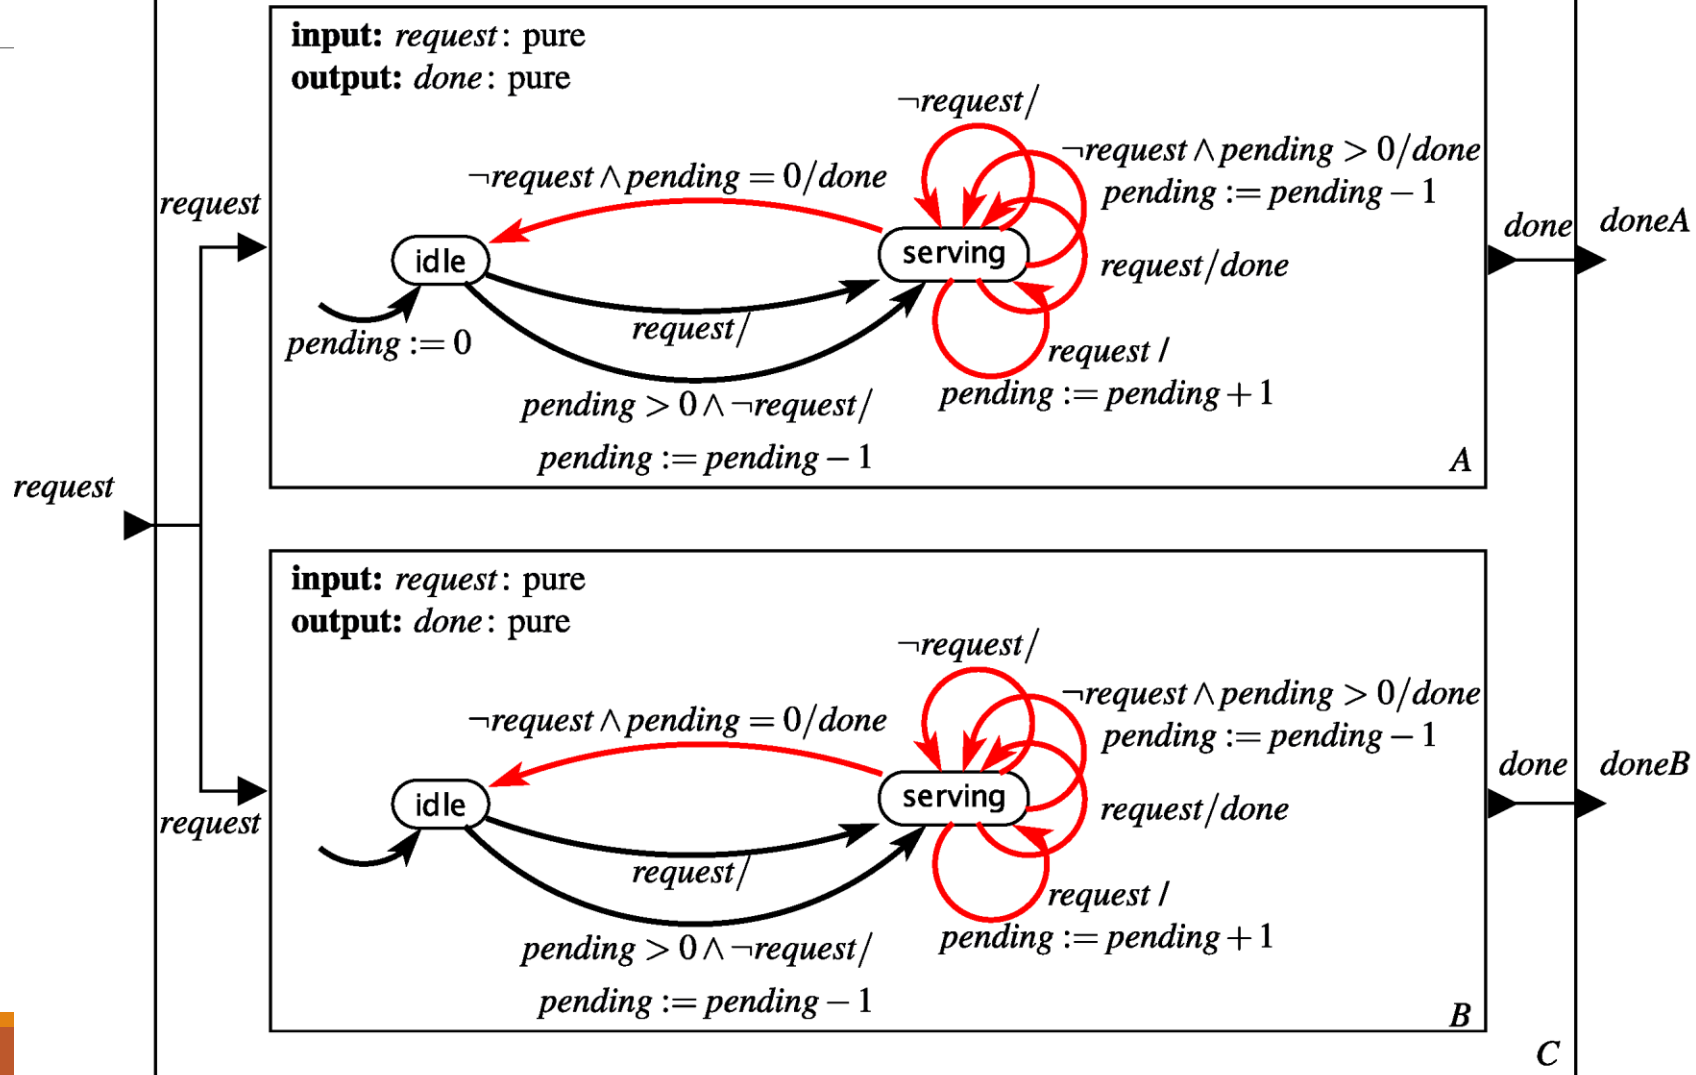 input: request: pure
output: done: pure
¬request/
¬request ∧ pending > 0/done
pending := pending − 1
¬request ∧ pending = 0/done
request
done
doneA
idle
serving
request/done
request/
pending := 0
request /
pending := pending + 1
pending > 0 ∧ ¬request/
pending := pending − 1
A
request
input: request: pure
output: done: pure
¬request/
¬request ∧ pending > 0/done
pending := pending − 1
¬request ∧ pending = 0/done
done
doneB
idle
serving
request/done
request
request/
request /
pending := pending + 1
pending > 0 ∧ ¬request/
pending := pending − 1
B
C